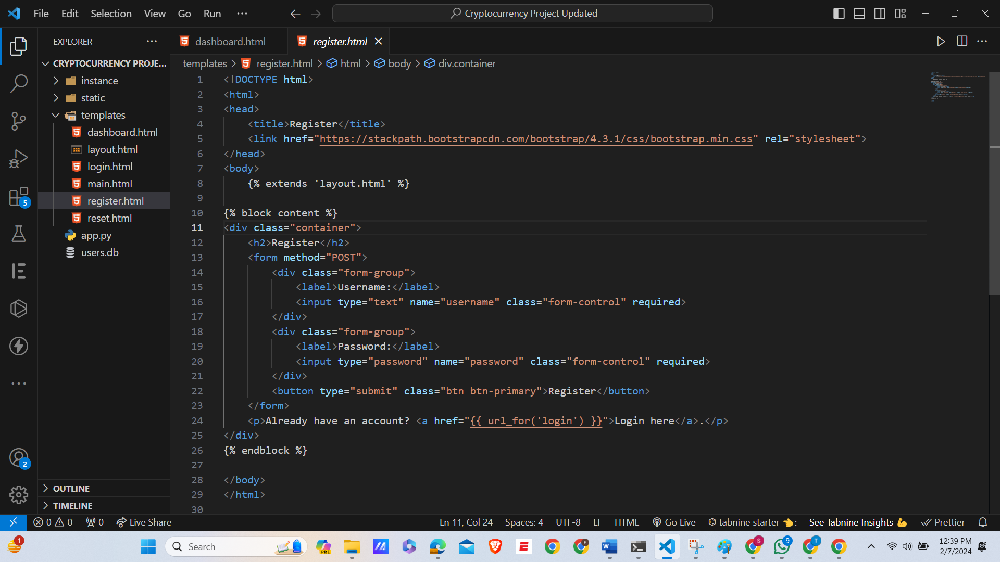 File Edit Selection View Go Run ···
Cryptocurrency Project Updated
EXPLORER
CRYPTOCURRENCY PROJE...
instance
static
templates
dashboard.html
layout.html
login.html
main.html
register.html
reset.html
app.py
users.db
OUTLINE
TIMELINE
5
2
dashboard.html register.html
templates > register.html > html > body > div.container
1 <!DOCTYPE html>
2 <html>
3 <head>
4 <title>Register</title>
5 <link href="https://stackpath.bootstrapcdn.com/bootstrap/4.3.1/css/bootstrap.min.css" rel="stylesheet">
6 </head>
7 <body>
8 {% extends 'layout.html' %}
9
10 {% block content %}
11 <div class="container">
12 <h2>Register</h2>
13 <form method="POST">
14 <div class="form-group">
15 <label>Username:</label>
16 <input type="text" name="username" class="form-control" required>
17 </div>
18 <div class="form-group">
19 <label>Password:</label>
20 <input type="password" name="password" class="form-control" required>
21 </div>
22 <button type="submit" class="btn btn-primary">Register</button>
23 </form>
24 <p>Already have an account? <a href="{{ url_for('login') }}">Login here</a>.</p>
25 </div>
26 {% endblock %}
27
28 </body>
29 </html>
30
0 0 0 Live Share Ln 11, Col 24 Spaces: 4 UTF-8 LF HTML Go Live tabnine starter 👈: See Tabnine Insights 💪 Prettier
1 Search PRE F S 9 T 12:39 PM
2/7/2024